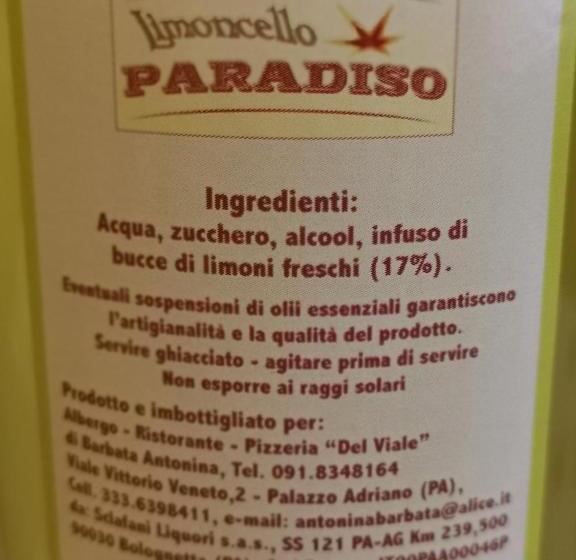 Limoncello
PARADISO
Ingredienti:
Acqua, zucchero, alcool, infuso di
bucce di limoni freschi (17%).
Eventuali sospensioni di olii essenziali garantiscono
l'artigianalità e la qualità del prodotto.
Servire ghiacciato - agitare prima di servire
Non esporre ai raggi solari
Prodotto e imbottigliato per:
Albergo - Ristorante - Pizzeria "Del Viale"
di Barbata Antonina, Tel. 091.8348164
Viale Vittorio Veneto,2 - Palazzo Adriano (PA),
Cell. 333.6398411, e-mail: antoninabarbata@alice.it
da: Sclafani Liquori s.a.s., SS 121 PA-AG Km 239,500
90030 Bolognetta